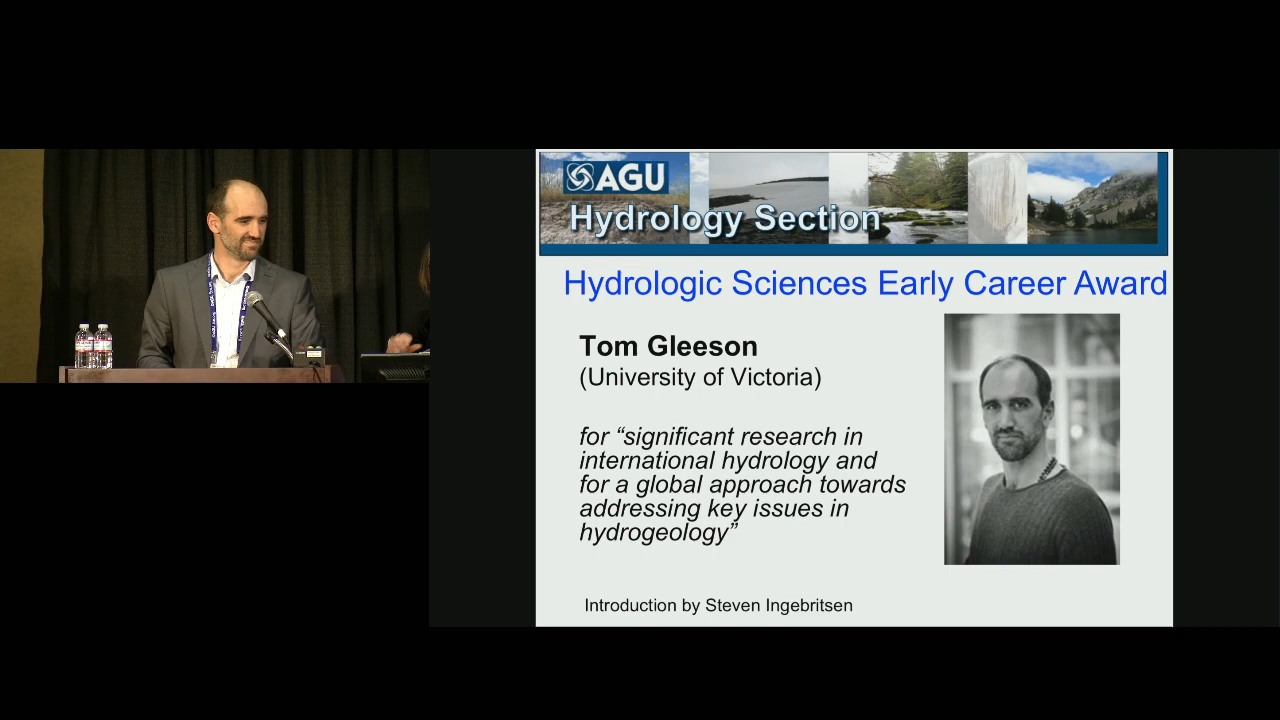 AGU
Hydrology Section
Hydrologic Sciences Early Career Award
Tom Gleeson
(University of Victoria)
for “significant research in
international hydrology and
for a global approach towards
addressing key issues in
hydrogeology”
Introduction by Steven Ingebritsen